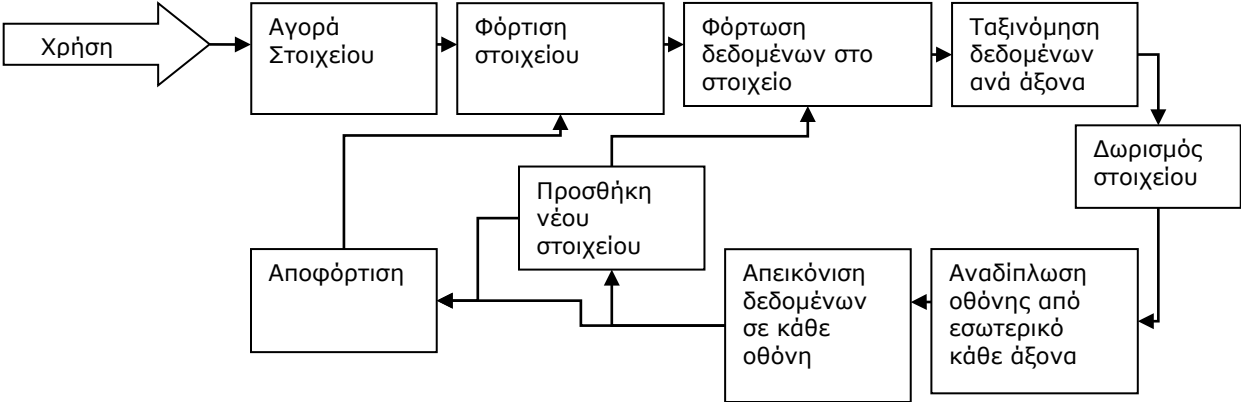 Χρήση
Αγορά
Στοιχείου
Φόρτιση
στοιχείου
Φόρτωση
δεδομένων στο
στοιχείο
Ταξινόμηση
δεδομένων
ανά άξονα
Δωρισμός
στοιχείου
Προσθήκη
νέου
στοιχείου
Αποφόρτιση
Απεικόνιση
δεδομένων
σε κάθε
οθόνη
Αναδίπλωση
οθόνης από
εσωτερικό
κάθε άξονα